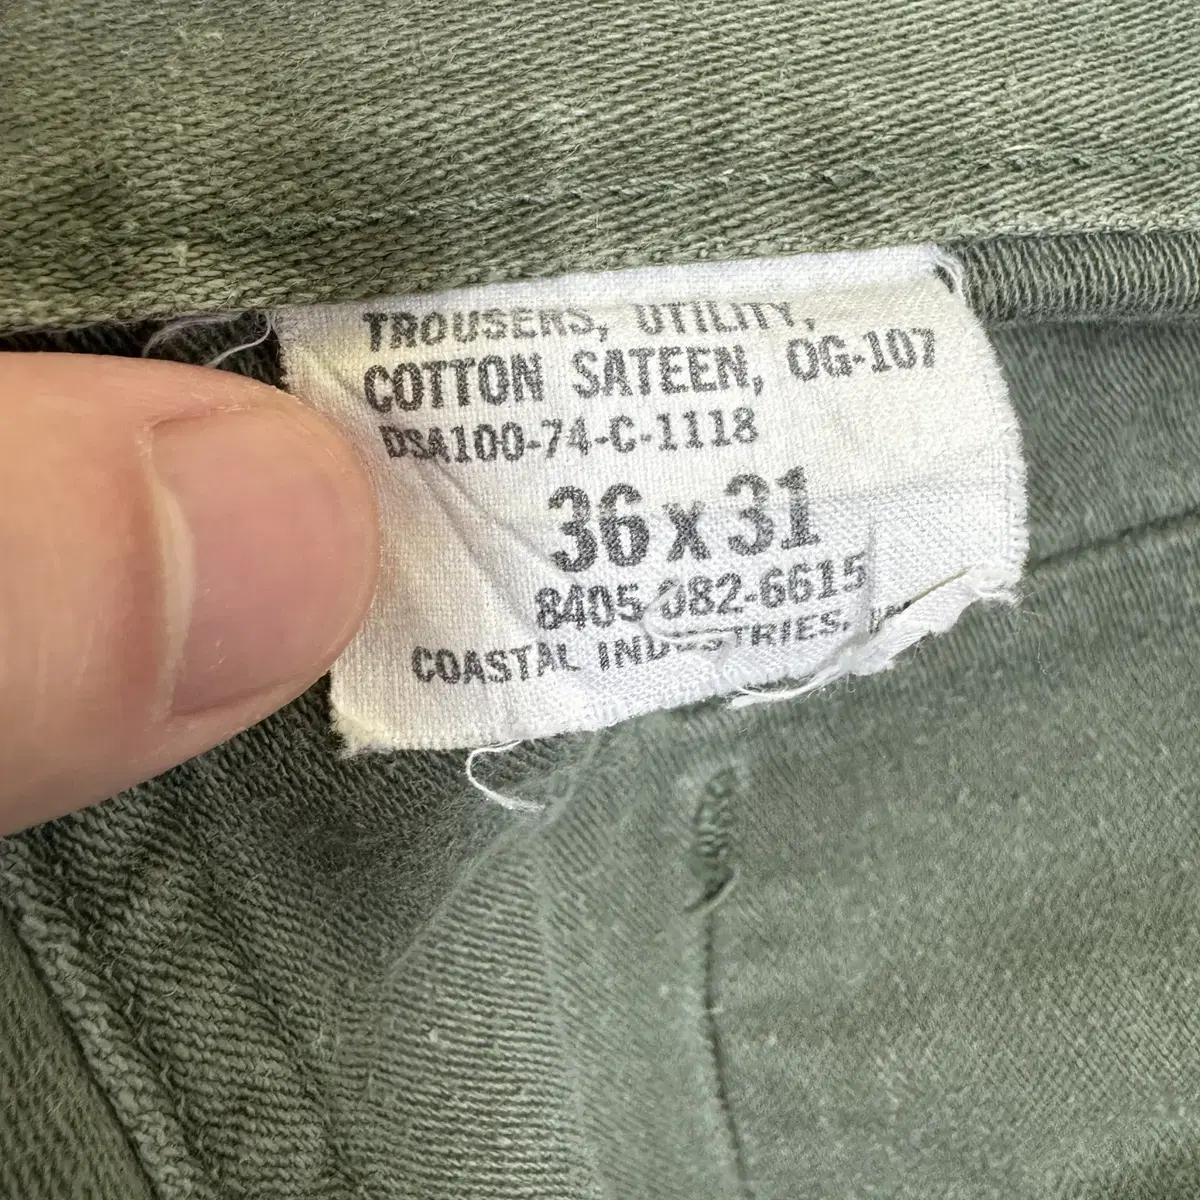 TROUSERS, UTILITY,
COTTON SATEEN, OG-107
DSA100-74-C-1118
36 x 31
8405-082-6615
COASTAL INDUSTRIES,